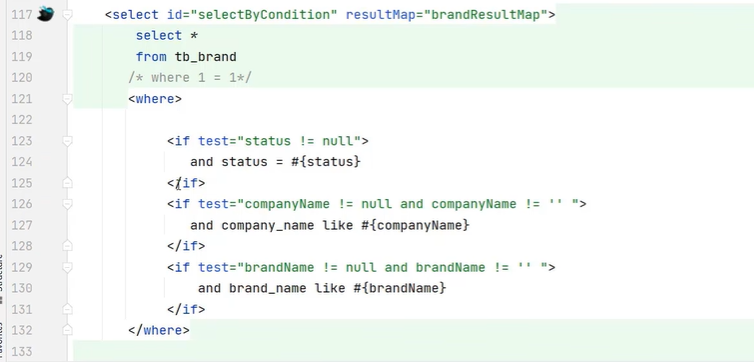 117 <select id="selectByCondition" resultMap="brandResultMap">
118 select *
119 from tb_brand
120 /* where 1 = 1*/
121 <where>
122
123 <if test="status != null">
124 and status = #{status}
125 </if>
126 <if test="companyName != null and companyName != '' ">
127 and company_name like #{companyName}
128 </if>
129 <if test="brandName != null and brandName != '' ">
130 and brand_name like #{brandName}
131 </if>
132 </where>
133